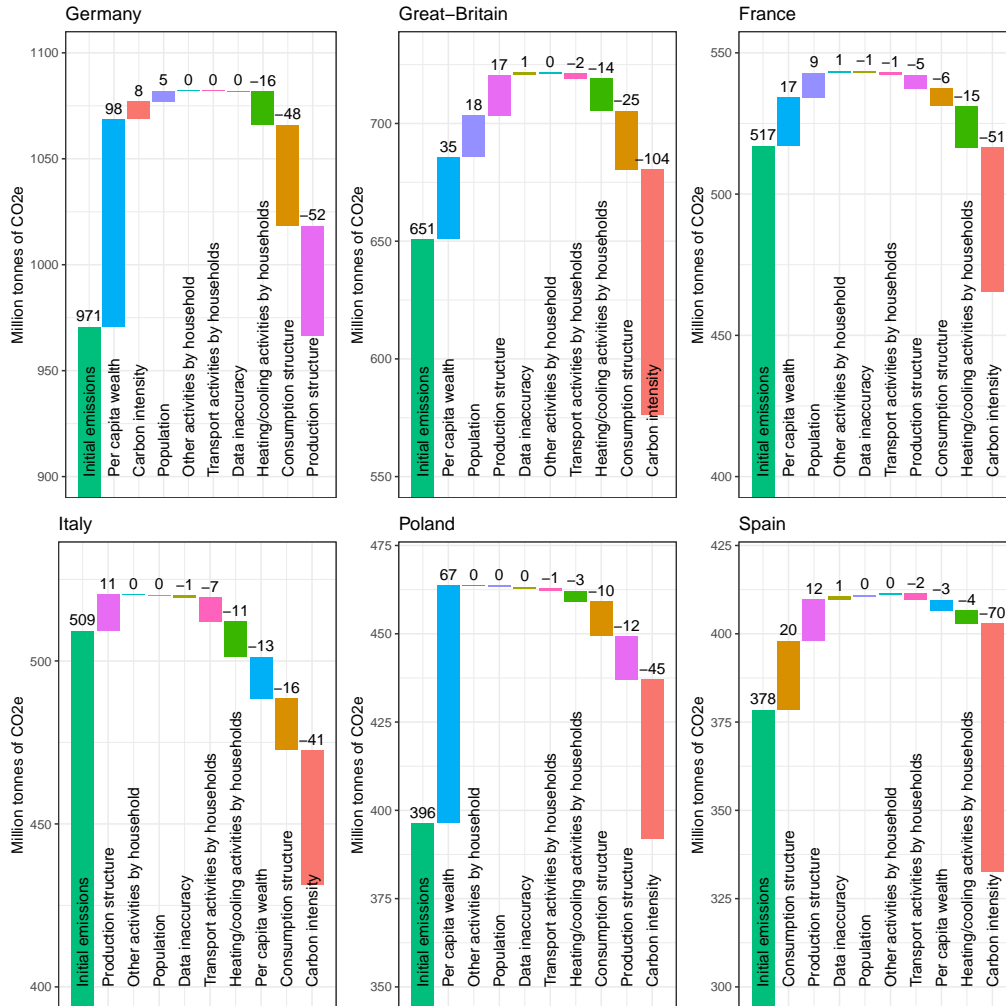 Germany
Great−Britain
France
Million tonnes of CO2e
1100
1050
1000
950
900
971
98
8
5
0
0
0
−16
−48
−52
Initial emissions
Per capita wealth
Carbon intensity
Population
Other activities by household
Transport activities by households
Data inaccuracy
Heating/cooling activities by households
Consumption structure
Production structure
Million tonnes of CO2e
700
650
600
550
651
35
18
17
1
0
−2
−14
−25
−104
Initial emissions
Per capita wealth
Population
Production structure
Data inaccuracy
Other activities by household
Transport activities by households
Heating/cooling activities by households
Consumption structure
Carbon intensity
Million tonnes of CO2e
550
500
450
400
517
17
9
1
−1
−1
−5
−6
−15
−51
Initial emissions
Per capita wealth
Population
Other activities by household
Data inaccuracy
Transport activities by households
Production structure
Consumption structure
Heating/cooling activities by households
Carbon intensity
Italy
Poland
Spain
Million tonnes of CO2e
500
450
400
509
11
0
0
−1
−7
−11
−13
−16
−41
Initial emissions
Production structure
Other activities by household
Population
Data inaccuracy
Transport activities by households
Heating/cooling activities by households
Per capita wealth
Consumption structure
Carbon intensity
Million tonnes of CO2e
475
450
425
400
375
350
396
67
0
0
0
−1
−3
−10
−12
−45
Initial emissions
Per capita wealth
Other activities by household
Population
Data inaccuracy
Transport activities by households
Heating/cooling activities by households
Consumption structure
Production structure
Carbon intensity
Million tonnes of CO2e
425
400
375
350
325
300
378
20
12
1
0
0
−2
−3
−4
−70
Initial emissions
Consumption structure
Production structure
Data inaccuracy
Population
Other activities by household
Transport activities by households
Per capita wealth
Heating/cooling activities by households
Carbon intensity